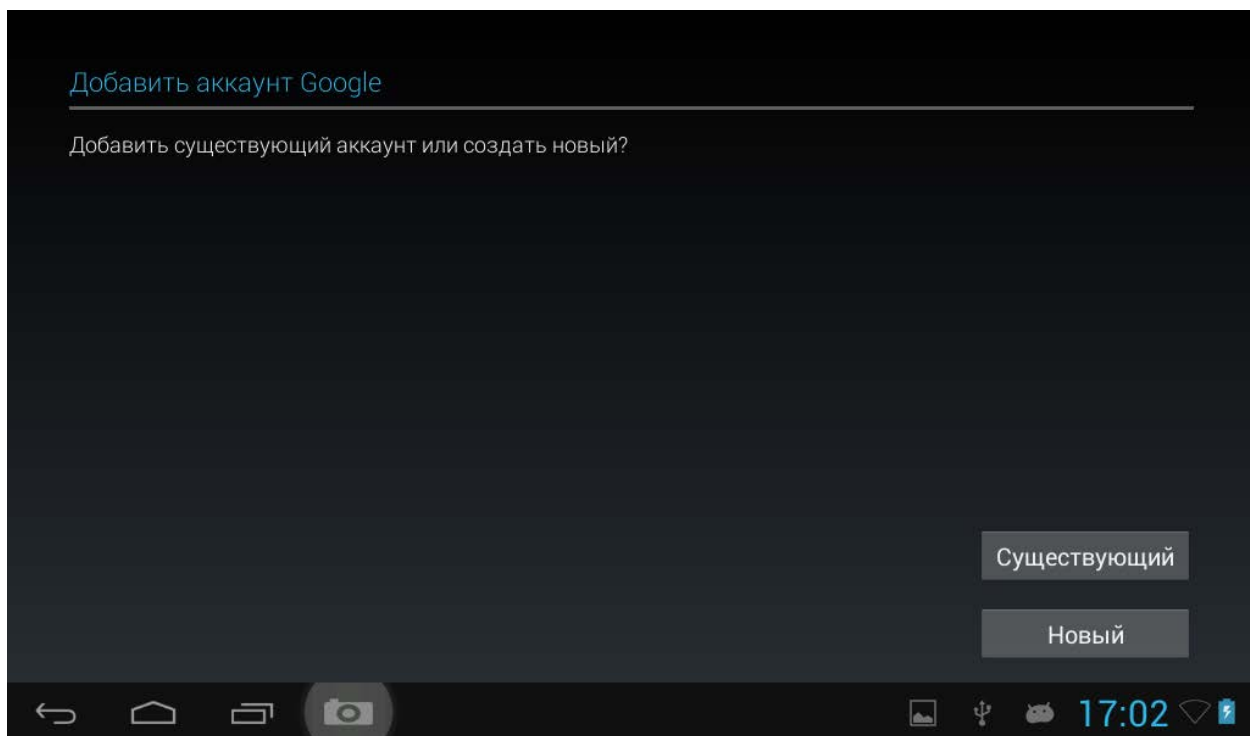 Добавить аккаунт Google
Добавить существующий аккаунт или создать новый?
Существующий
Новый
17:02